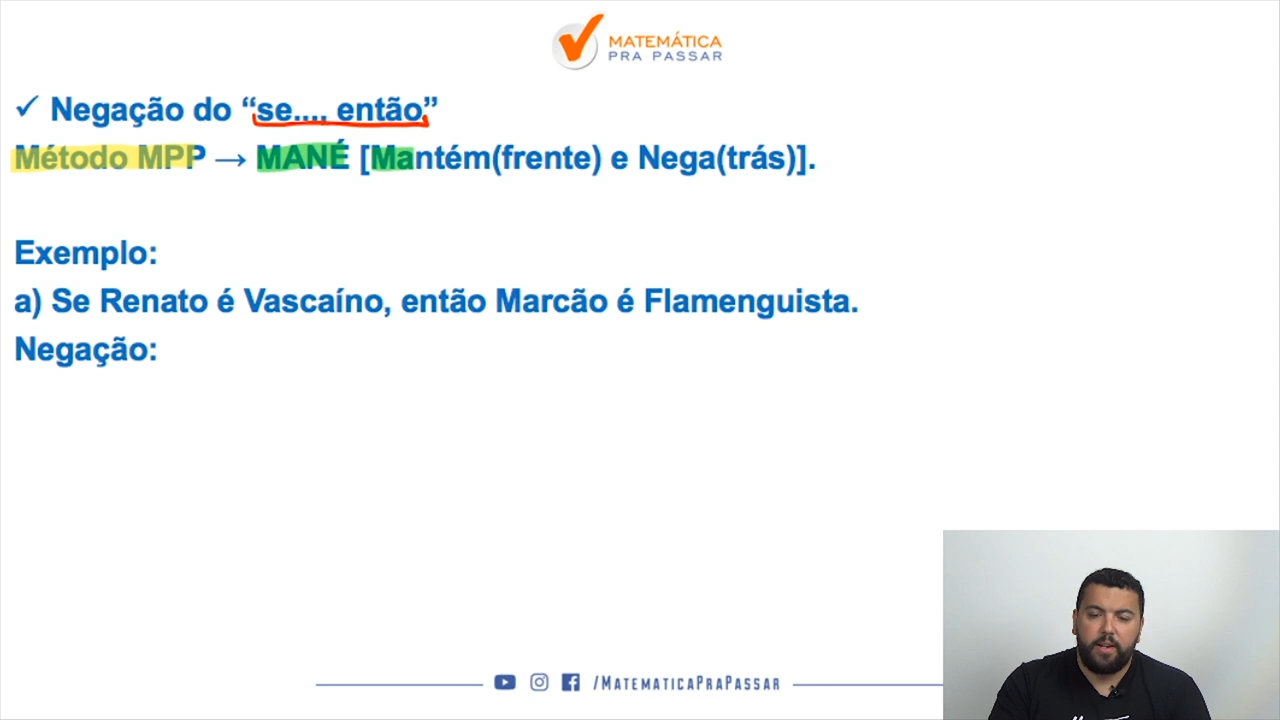 MATEMÁTICA
PRA PASSAR
✓ Negação do “se.... então”
Método MPP → MANÉ [Mantém(frente) e Nega(trás)].
Exemplo:
a) Se Renato é Vascaíno, então Marcão é Flamenguista.
Negação:
/MATEMATICAPRAPASSAR